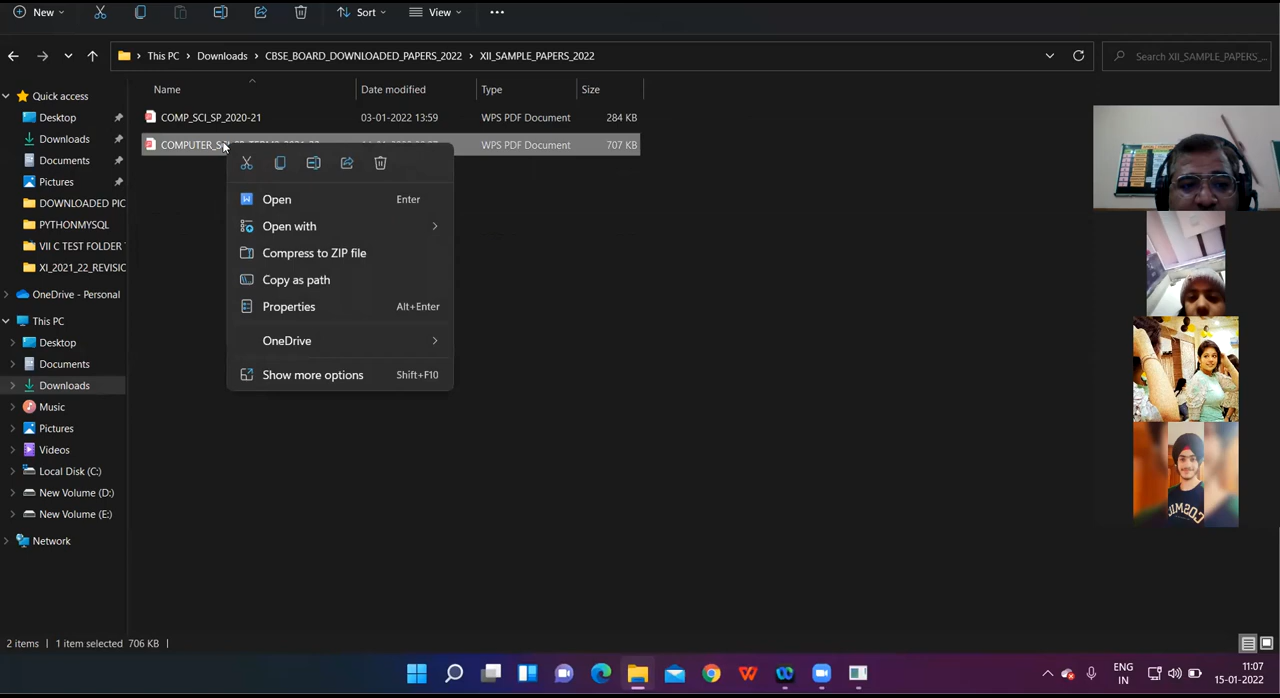 New
Sort
View
This PC
Downloads
CBSE_BOARD_DOWNLOADED_PAPERS_2022
XII_SAMPLE_PAPERS_2022
Search XII_SAMPLE_PAPERS_...
Name
Date modified
Type
Size
COMP_SCI_SP_2020-21
03-01-2022 13:59
WPS PDF Document
284 KB
WPS PDF Document
707 KB
Quick access
Desktop
Downloads
Documents
Pictures
DOWNLOADED PIC
PYTHONMYSQL
VII C TEST FOLDER
XI_2021_22_REVISIO
OneDrive - Personal
This PC
Desktop
Documents
Downloads
Music
Pictures
Videos
Local Disk (C:)
New Volume (D:)
New Volume (E:)
Network
Open
Enter
Open with
Compress to ZIP file
Copy as path
Properties
Alt+Enter
OneDrive
Show more options
Shift+F10
2 items
1 item selected 706 KB
ENG
IN
11:07
15-01-2022